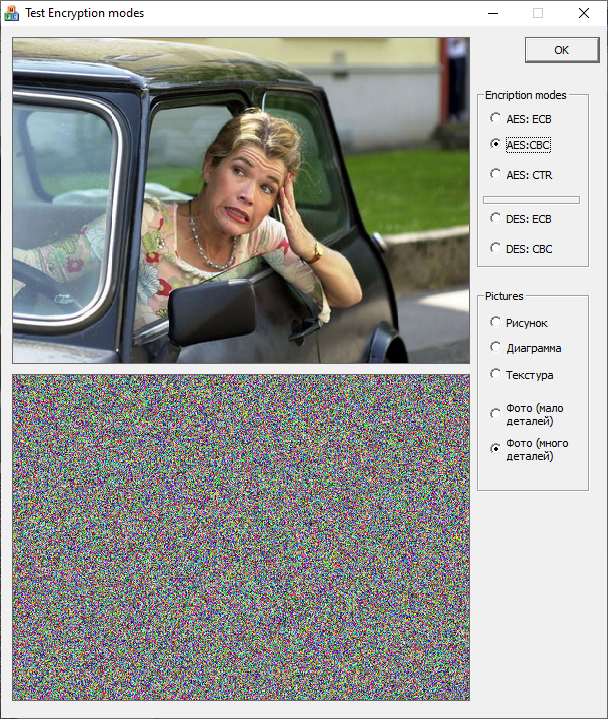 Test Encryption modes
OK
Encription modes
AES: ECB
AES:CBC
AES: CTR
DES: ECB
DES: CBC
Pictures
Рисунок
Диаграмма
Текстура
Фото (мало
деталей)
Фото (много
деталей)